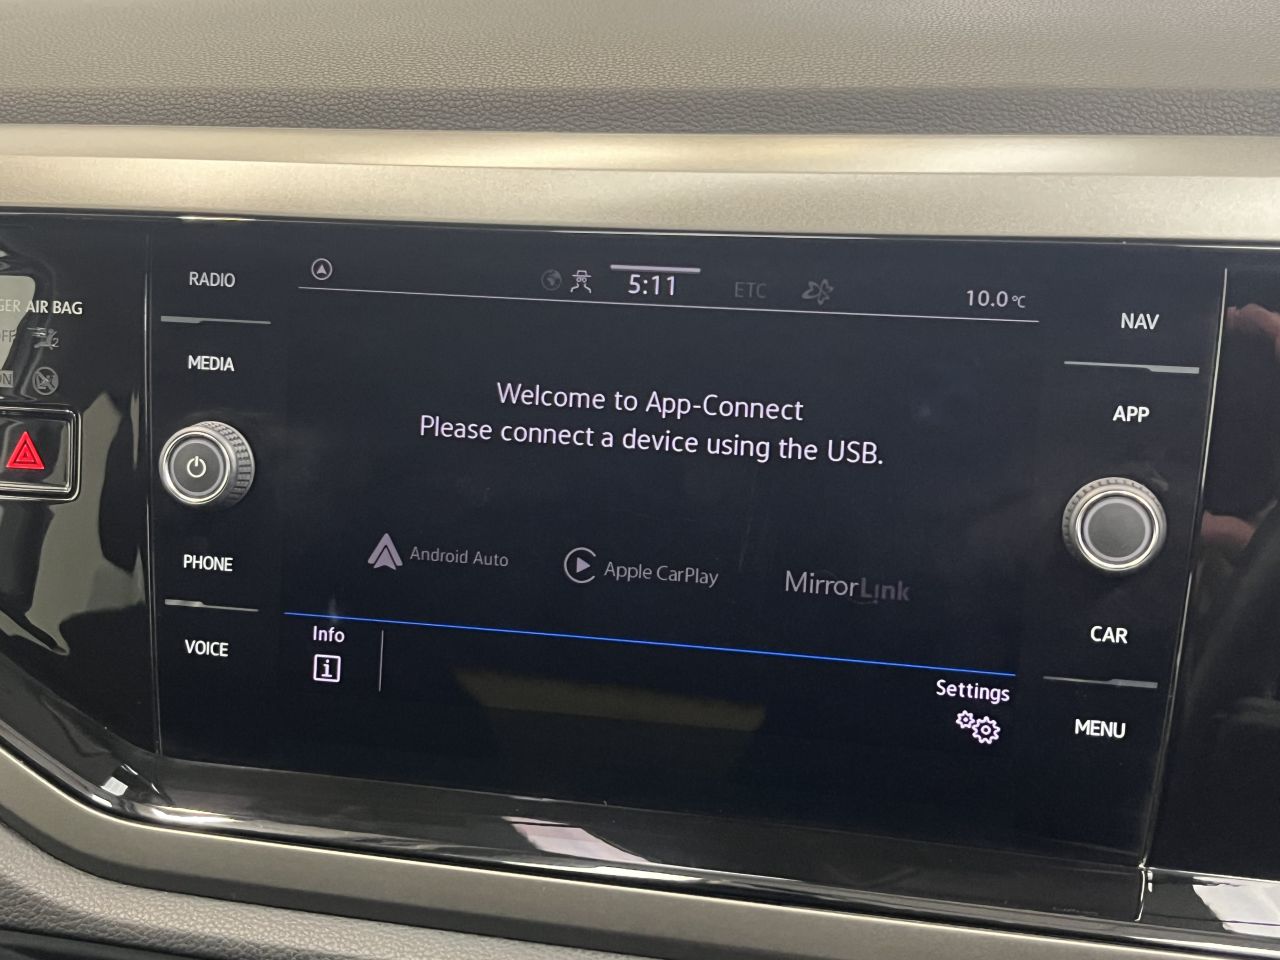 RADIO
5:11
ETC
10.0°C
NAV
AIR BAG
MEDIA
Welcome to App-Connect
Please connect a device using the USB.
APP
Android Auto
Apple CarPlay
MirrorLink
PHONE
VOICE
Info
i
CAR
Settings
MENU